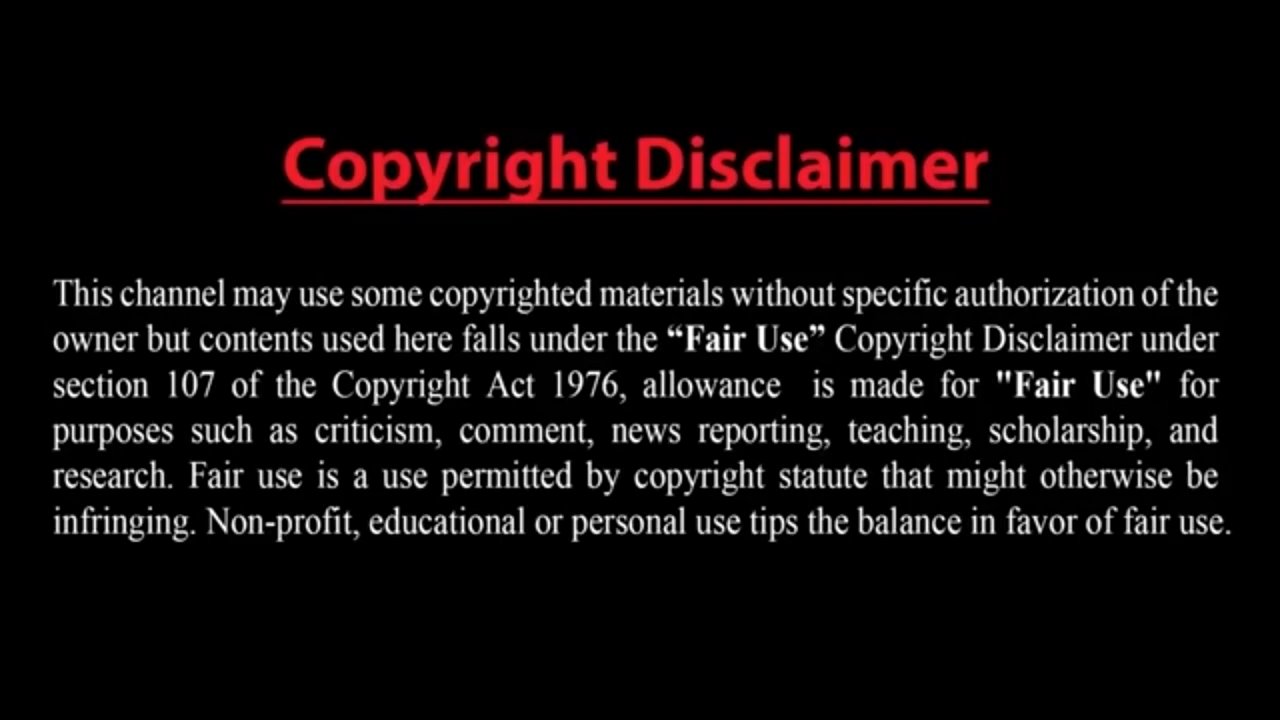 Copyright Disclaimer
This channel may use some copyrighted materials without specific authorization of the
owner but contents used here falls under the “Fair Use” Copyright Disclaimer under
section 107 of the Copyright Act 1976, allowance  is made for "Fair Use" for
purposes such as criticism, comment, news reporting, teaching, scholarship, and
research. Fair use is a use permitted by copyright statute that might otherwise be
infringing. Non-profit, educational or personal use tips the balance in favor of fair use.